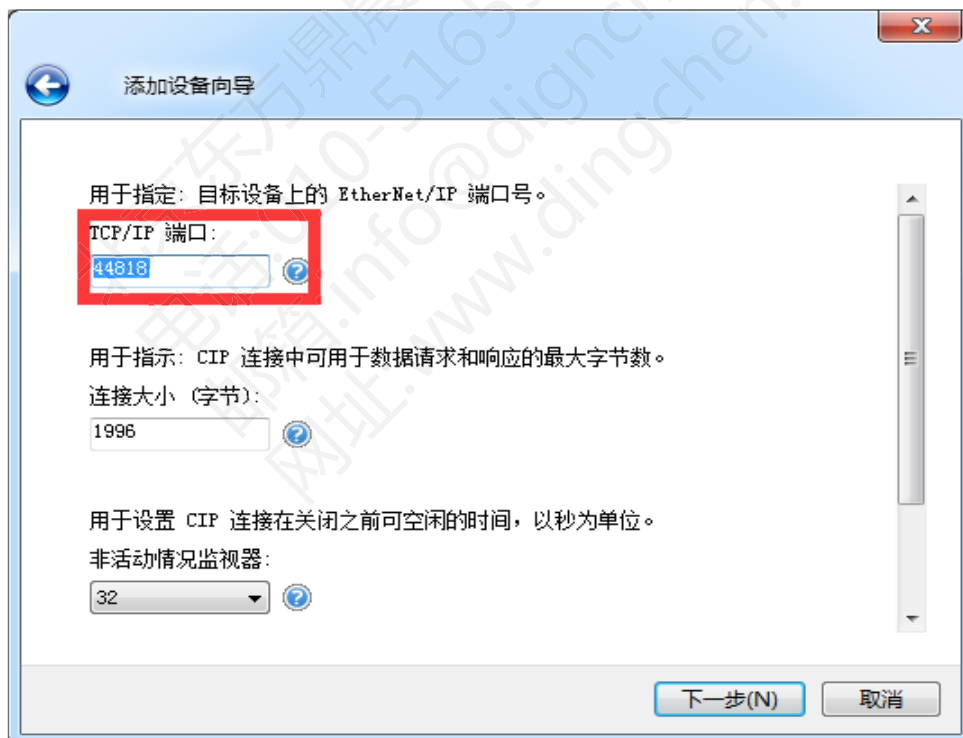 添加设备向导
用于指定: 目标设备上的 EtherNet/IP 端口号。
TCP/IP 端口:
44818
用于指示: CIP 连接中可用于数据请求和响应的最大字节数。
连接大小 (字节):
1996
用于设置 CIP 连接在关闭之前可空闲的时间，以秒为单位。
非活动情况监视器:
32
下一步(N)
取消